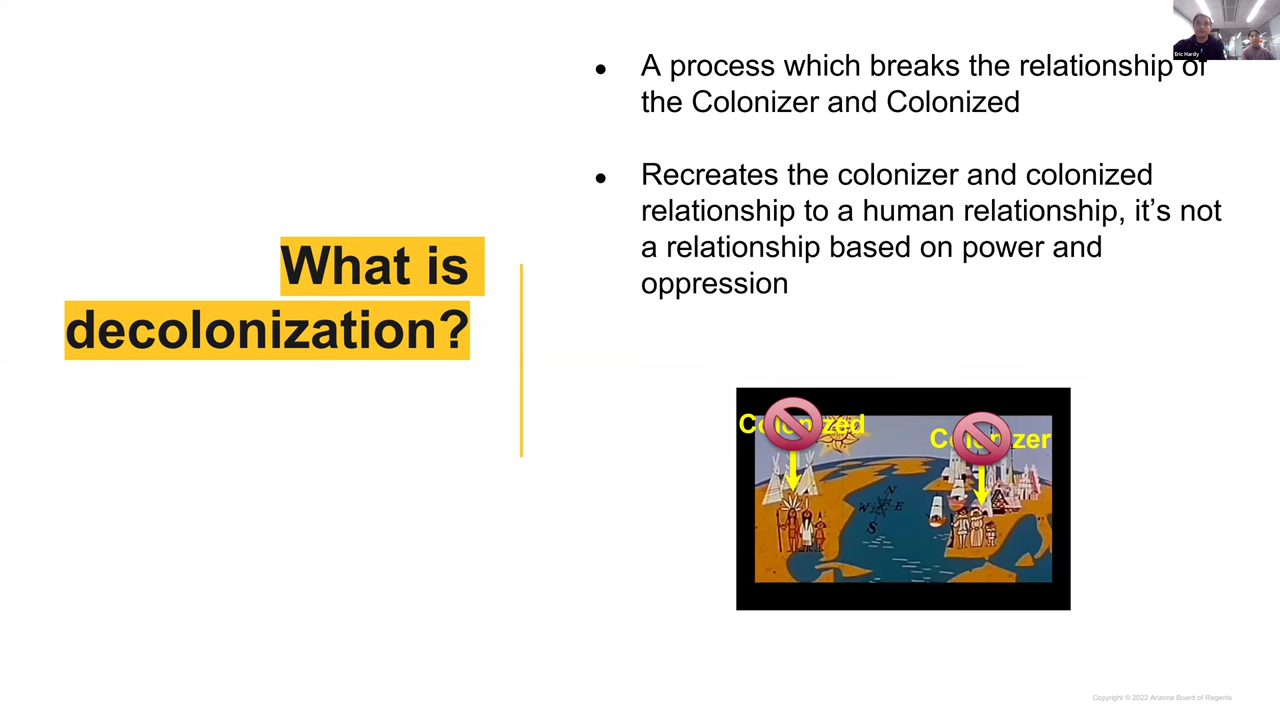 What is
decolonization?
● A process which breaks the relationship of
the Colonizer and Colonized
● Recreates the colonizer and colonized
relationship to a human relationship, it’s not
a relationship based on power and
oppression
Colonized
Colonizer
N
W E
S
Eric Hardy
Copyright © 2022 Arizona Board of Regents